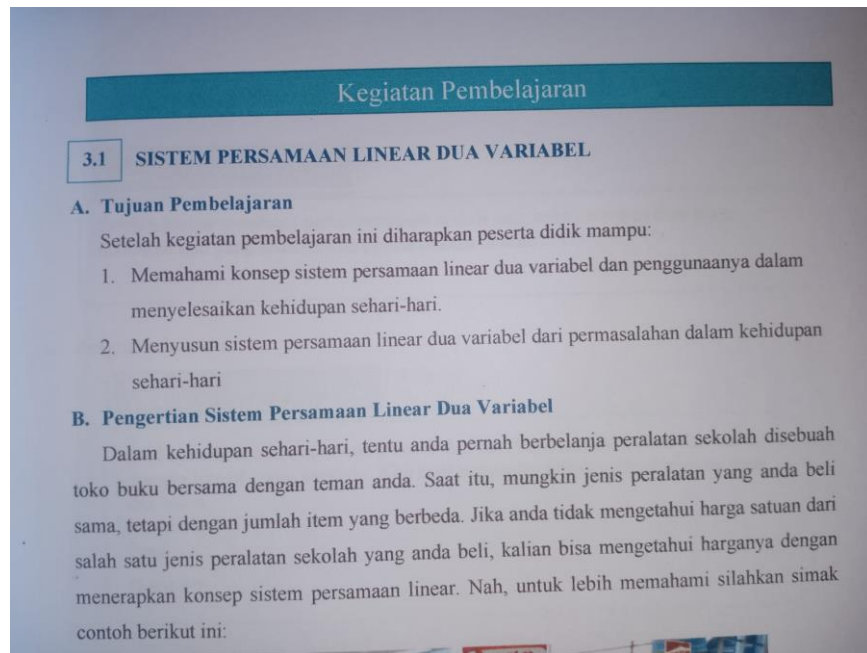 Kegiatan Pembelajaran
3.1 SISTEM PERSAMAAN LINEAR DUA VARIABEL
A. Tujuan Pembelajaran
Setelah kegiatan pembelajaran ini diharapkan peserta didik mampu:
1. Memahami konsep sistem persamaan linear dua variabel dan penggunaanya dalam
menyelesaikan kehidupan sehari-hari.
2. Menyusun sistem persamaan linear dua variabel dari permasalahan dalam kehidupan
sehari-hari
B. Pengertian Sistem Persamaan Linear Dua Variabel
Dalam kehidupan sehari-hari, tentu anda pernah berbelanja peralatan sekolah disebuah
toko buku bersama dengan teman anda. Saat itu, mungkin jenis peralatan yang anda beli
sama, tetapi dengan jumlah item yang berbeda. Jika anda tidak mengetahui harga satuan dari
salah satu jenis peralatan sekolah yang anda beli, kalian bisa mengetahui harganya dengan
menerapkan konsep sistem persamaan linear. Nah, untuk lebih memahami silahkan simak
contoh berikut ini: